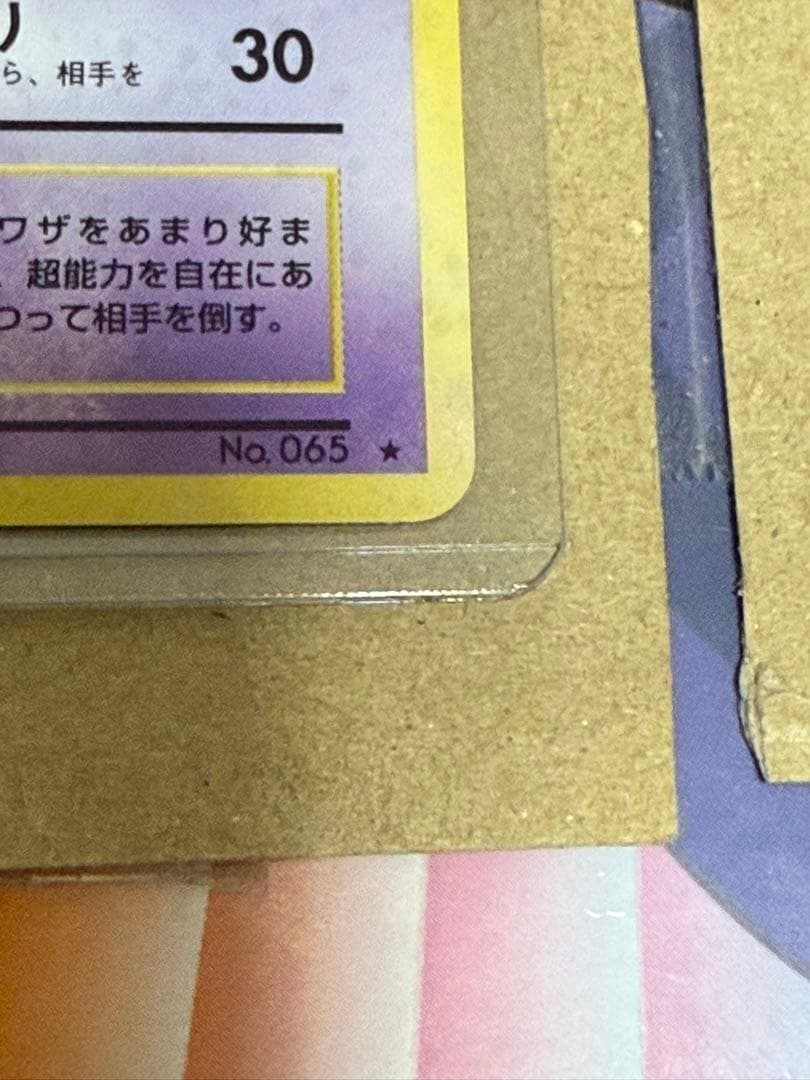 り 30
ら、相手を
ワザをあまり好ま
、超能力を自在にあ
つって相手を倒す。
No. 065 ★